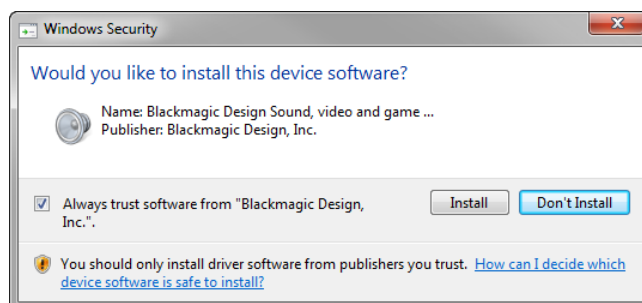 Windows Security
Would you like to install this device software?
Name: Blackmagic Design Sound, video and game ...
Publisher: Blackmagic Design, Inc.
Always trust software from "Blackmagic Design,
Inc.".
Install
Don't Install
You should only install driver software from publishers you trust. How can I decide which
device software is safe to install?